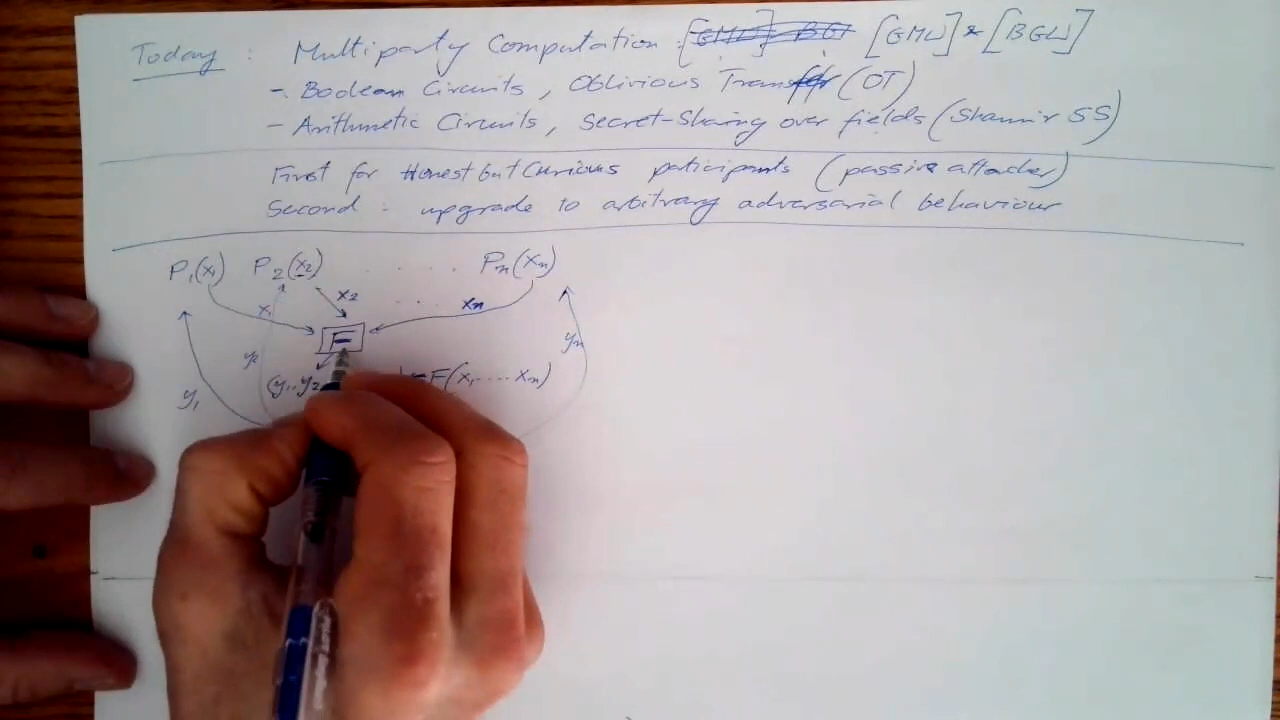 Today : Multiparty Computation : [GMW] & [BGW]
- Boolean Circuits, Oblivious Transfer (OT)
- Arithmetic Circuits, Secret-Sharing over fields (Shamir SS)
First for Honest but Curious participants (passive attacker)
Second : upgrade to arbitrary adversarial behaviour
P1(x1) P2(x2) . . . . . Pn(xn)
x1 x2 . . . . xn
F
y2 yn
(y1, y2 = F(x1, .... xn)
y1